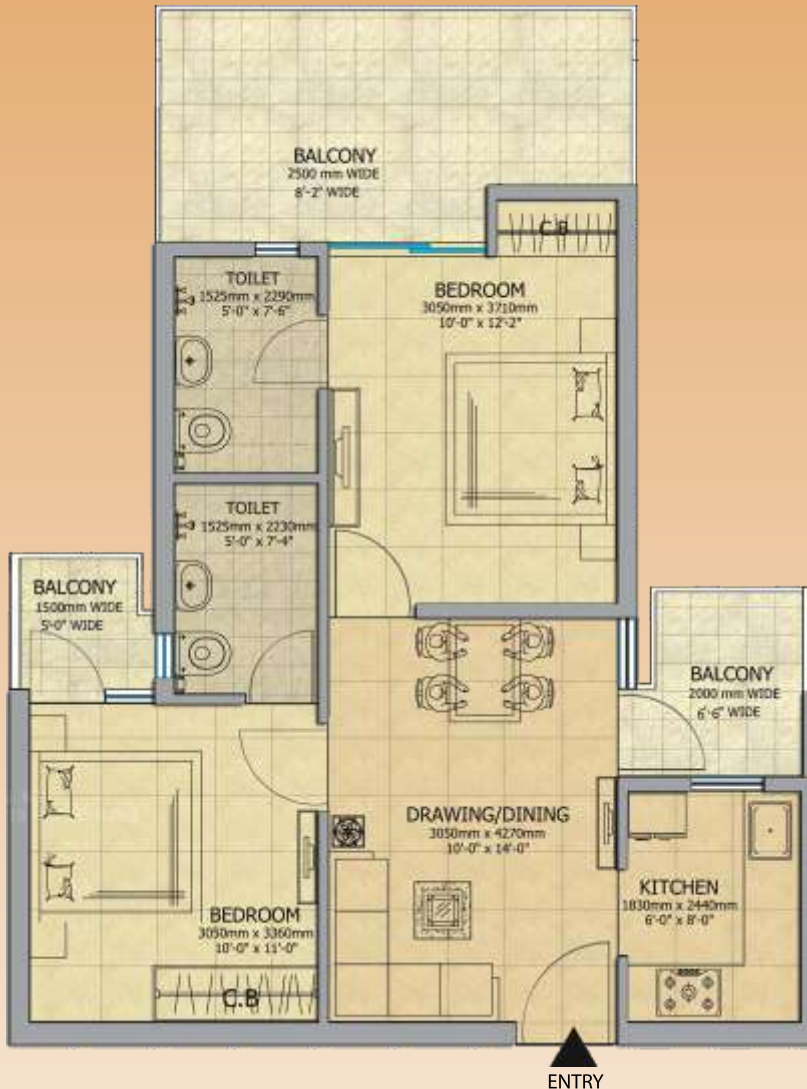 BALCONY
2500 mm WIDE
8'-2" WIDE
C.B
TOILET
1525mm x 2290mm
5'-0" x 7'-6"
BEDROOM
3050mm x 3710mm
10'-0" x 12'-2"
TOILET
1525mm x 2230mm
5'-0" x 7'-4"
BALCONY
1500mm WIDE
5'-0" WIDE
BALCONY
2000 mm WIDE
6'-6" WIDE
DRAWING/DINING
3050mm x 4270mm
10'-0" x 14'-0"
KITCHEN
1830mm x 2440mm
6'-0" x 8'-0"
BEDROOM
3050mm x 3360mm
10'-0" x 11'-0"
C.B
ENTRY